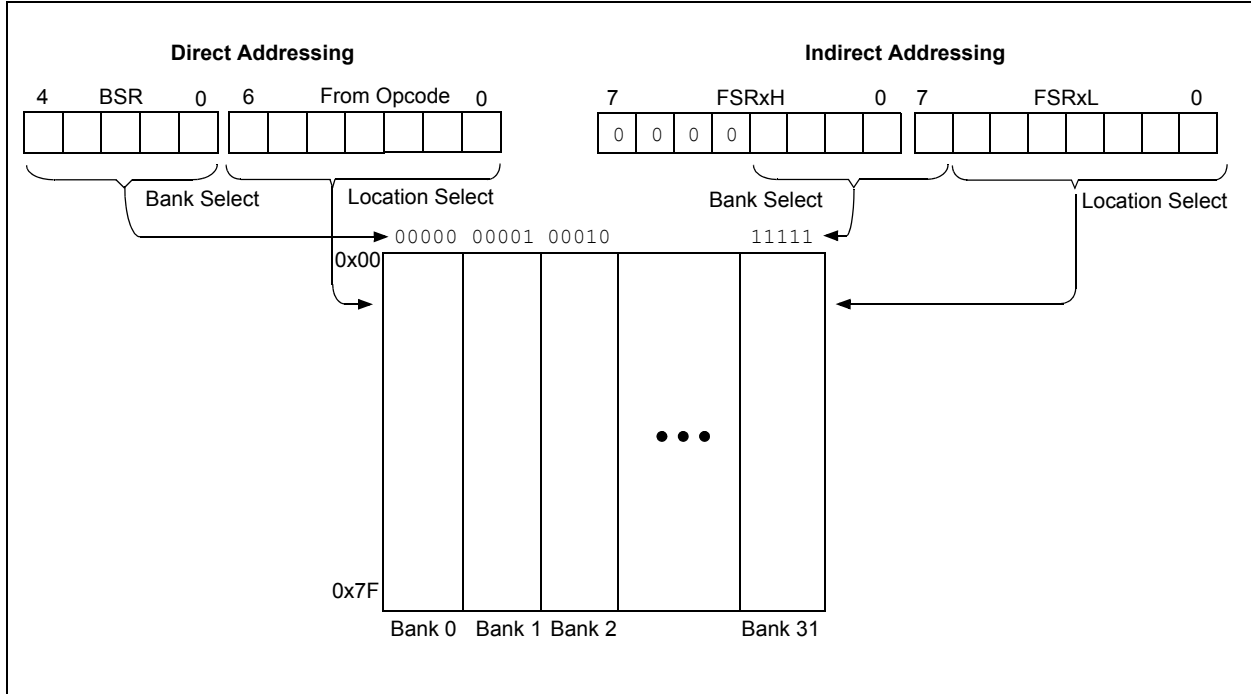 Direct Addressing
Indirect Addressing
4 BSR 0 6 From Opcode 0
7 FSRxH 0 7 FSRxL 0
0 0 0 0
Bank Select
Location Select
Bank Select
Location Select
00000 00001 00010 11111
0x00
0x7F
Bank 0 Bank 1 Bank 2 Bank 31